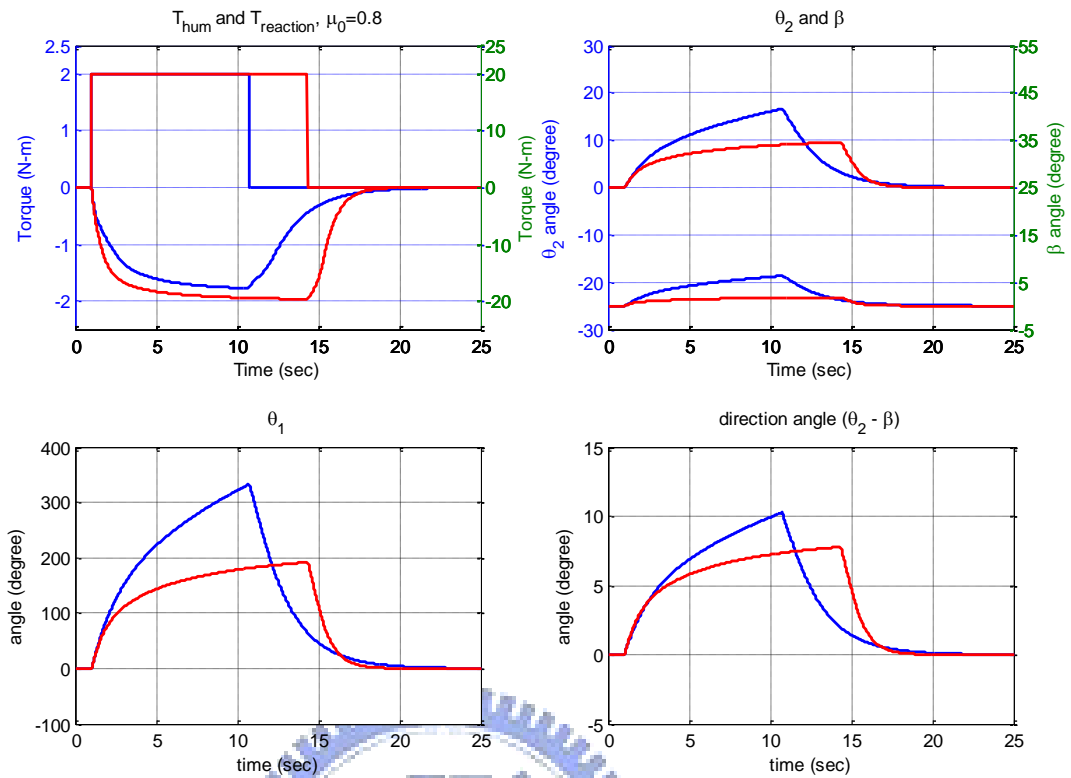 T_hum and T_reaction, μ_0=0.8
2.5
2
1
0
-1
-2
Torque (N-m)
25
20
10
0
-10
-20
Torque (N-m)
0 5 10 15 20 25
Time (sec)
θ_2 and β
30
20
10
0
-10
-20
-30
θ_2 angle (degree)
55
45
35
25
15
5
-5
β angle (degree)
0 5 10 15 20 25
Time (sec)
θ_1
400
300
200
100
0
-100
angle (degree)
0 5 10 15 20 25
time (sec)
direction angle (θ_2 - β)
15
10
5
0
-5
angle (degree)
0 5 10 15 20 25
time (sec)